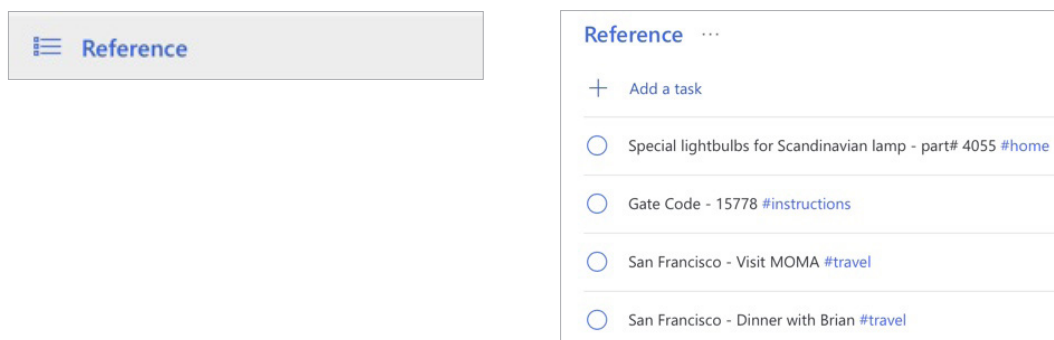 Reference
Reference ...
Add a task
Special lightbulbs for Scandinavian lamp - part# 4055 #home
Gate Code - 15778 #instructions
San Francisco - Visit MOMA #travel
San Francisco - Dinner with Brian #travel